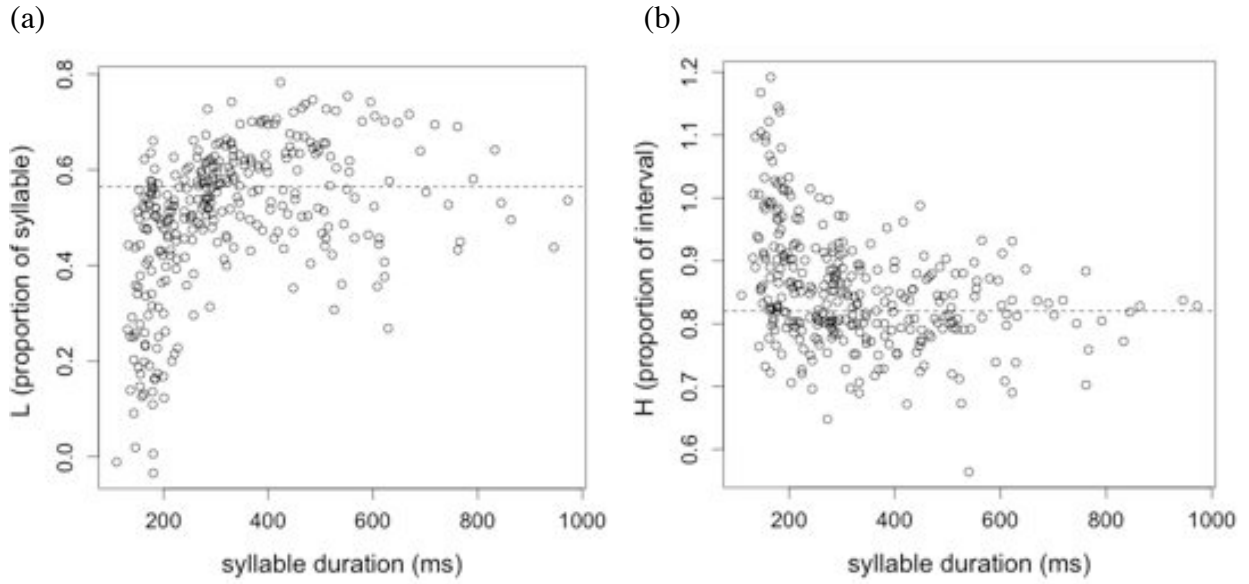 (a)
(b)
L (proportion of syllable)
0.8
0.6
0.4
0.2
0.0
200 400 600 800 1000
syllable duration (ms)
H (proportion of interval)
1.2
1.1
1.0
0.9
0.8
0.7
0.6
200 400 600 800 1000
syllable duration (ms)